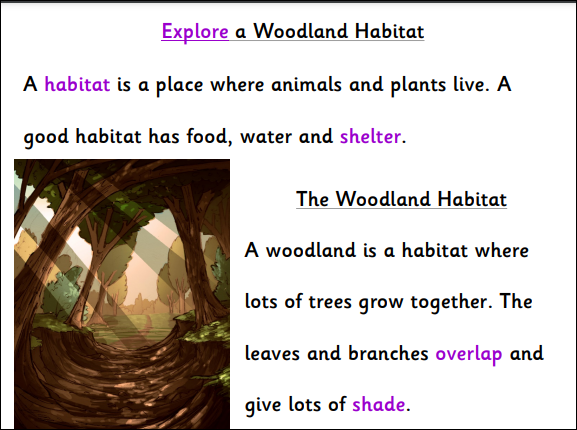 Explore a Woodland Habitat
A habitat is a place where animals and plants live. A
good habitat has food, water and shelter.
The Woodland Habitat
A woodland is a habitat where
lots of trees grow together. The
leaves and branches overlap and
give lots of shade.